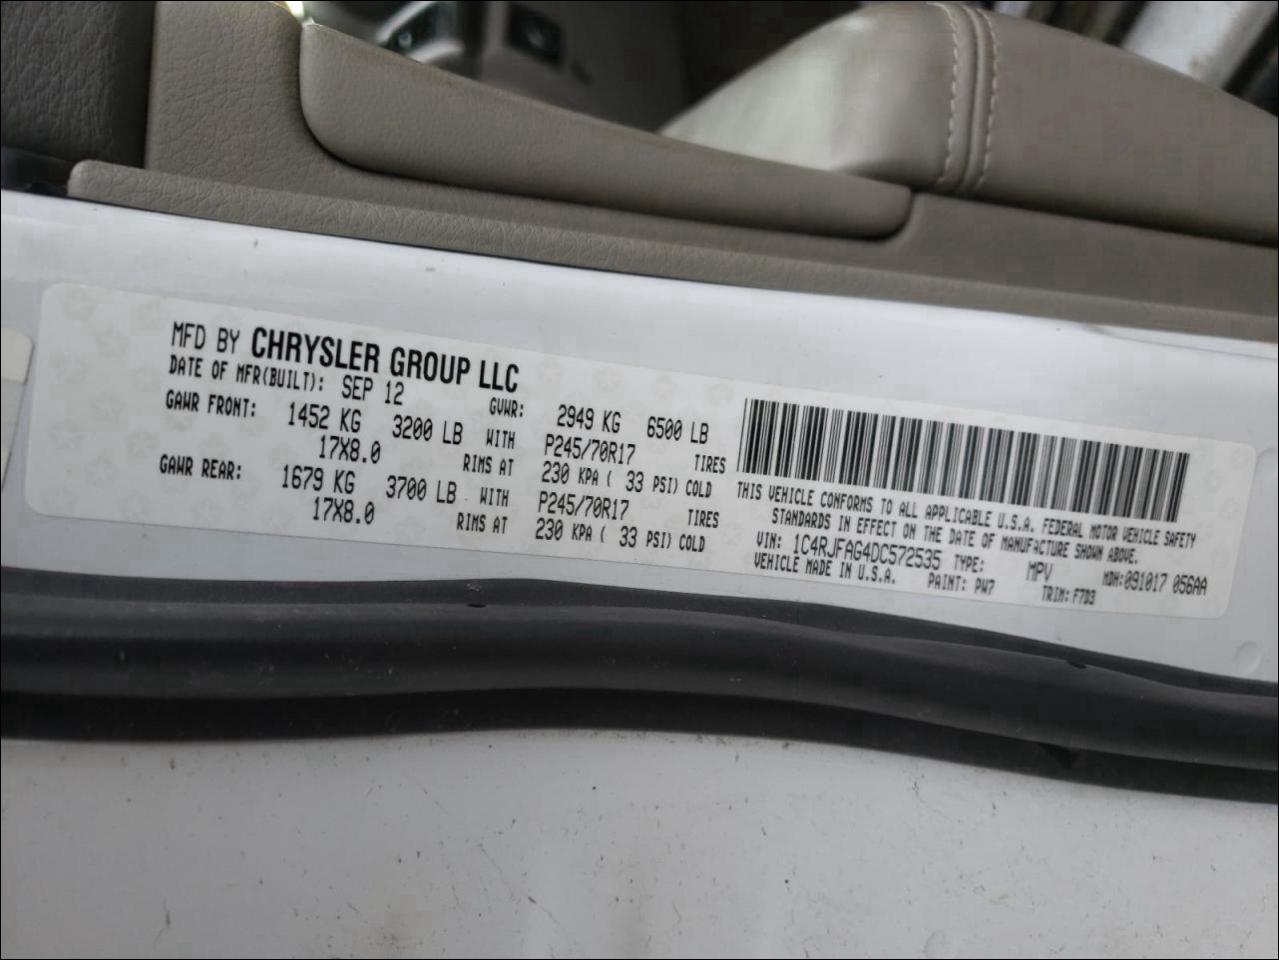 MFD BY CHRYSLER GROUP LLC
DATE OF MFR(BUILT): SEP 12 GVWR: 2949 KG 6500 LB
GAWR FRONT: 1452 KG 3200 LB WITH P245/70R17 TIRES
17X8.0 RIMS AT 230 KPA ( 33 PSI) COLD
GAWR REAR: 1679 KG 3700 LB WITH P245/70R17 TIRES
17X8.0 RIMS AT 230 KPA ( 33 PSI) COLD
THIS VEHICLE CONFORMS TO ALL APPLICABLE U.S.A. FEDERAL MOTOR VEHICLE SAFETY
STANDARDS IN EFFECT ON THE DATE OF MANUFACTURE SHOWN ABOVE.
VIN: 1C4RJFAG4DC572535 TYPE: MPV MDH:091017 056AA
VEHICLE MADE IN U.S.A. PAINT: PW7 TRIM: F7D3